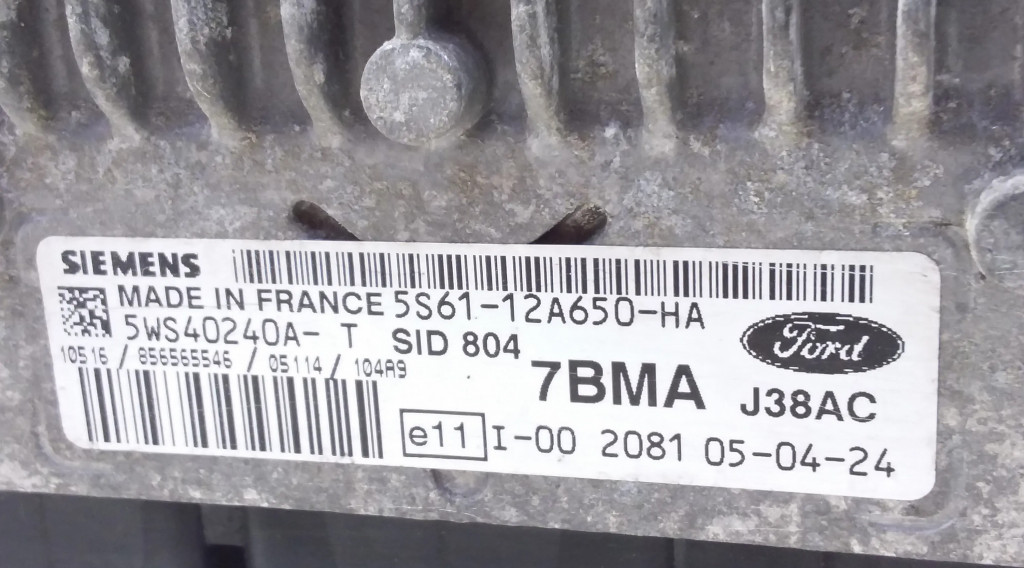 SIEMENS
MADE IN FRANCE 5S61-12A650-HA
5WS40240A- T SID 804
Ford
10516 / 856565546 / 05114 / 104A9
7BMA J38AC
e11 I-00 2081 05-04-24